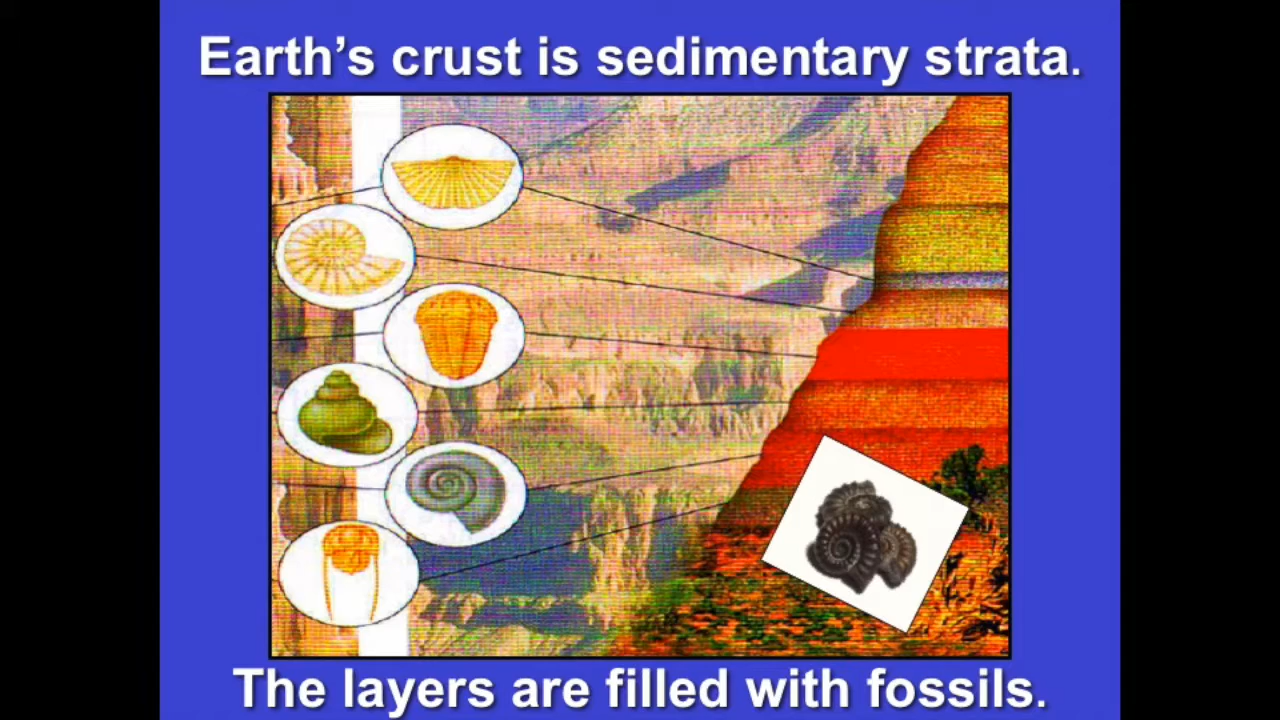 Earth’s crust is sedimentary strata.
The layers are filled with fossils.